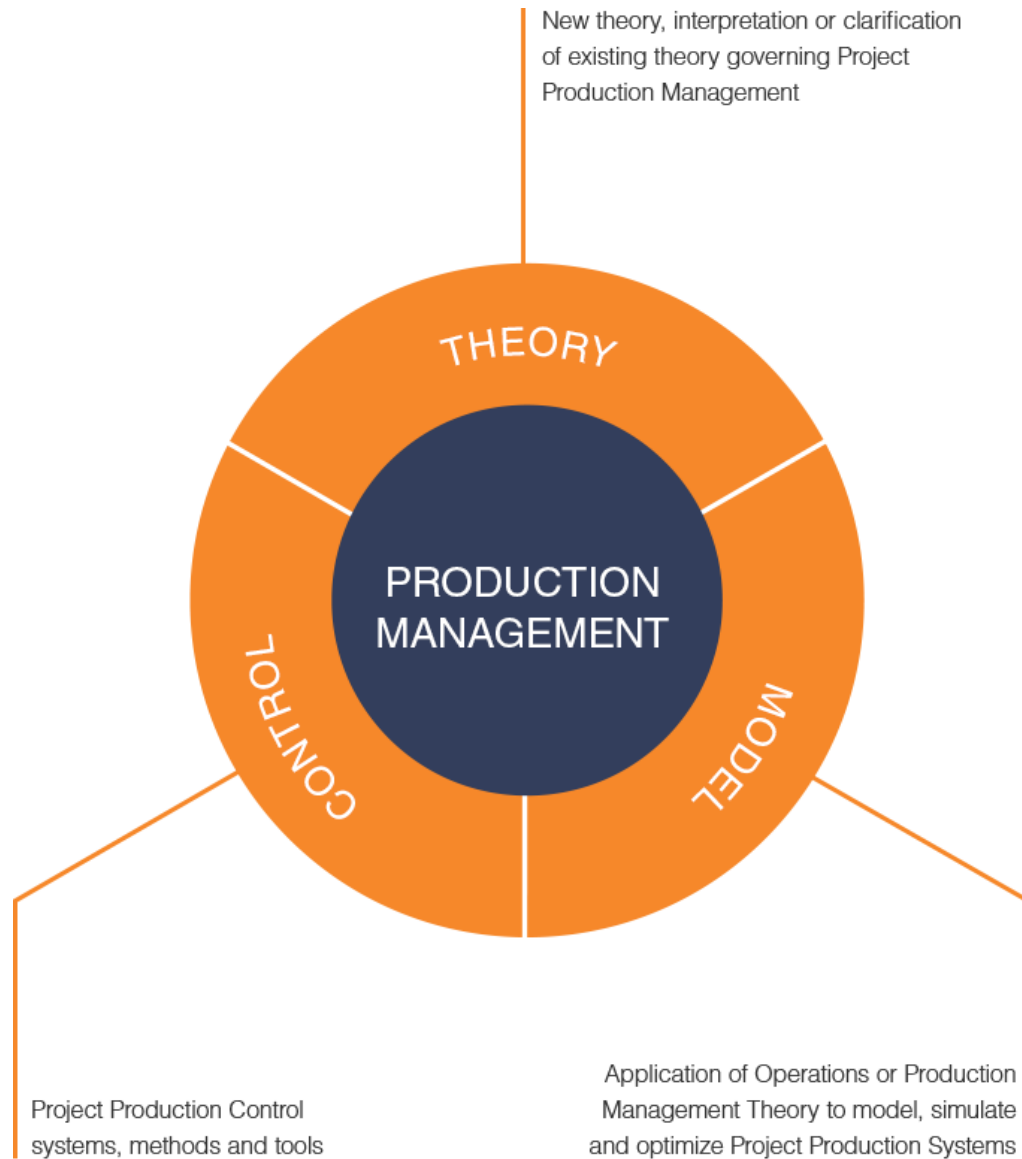 New theory, interpretation or clarification
of existing theory governing Project
Production Management
THEORY
PRODUCTION
MANAGEMENT
CONTROL
MODEL
Project Production Control
systems, methods and tools
Application of Operations or Production
Management Theory to model, simulate
and optimize Project Production Systems